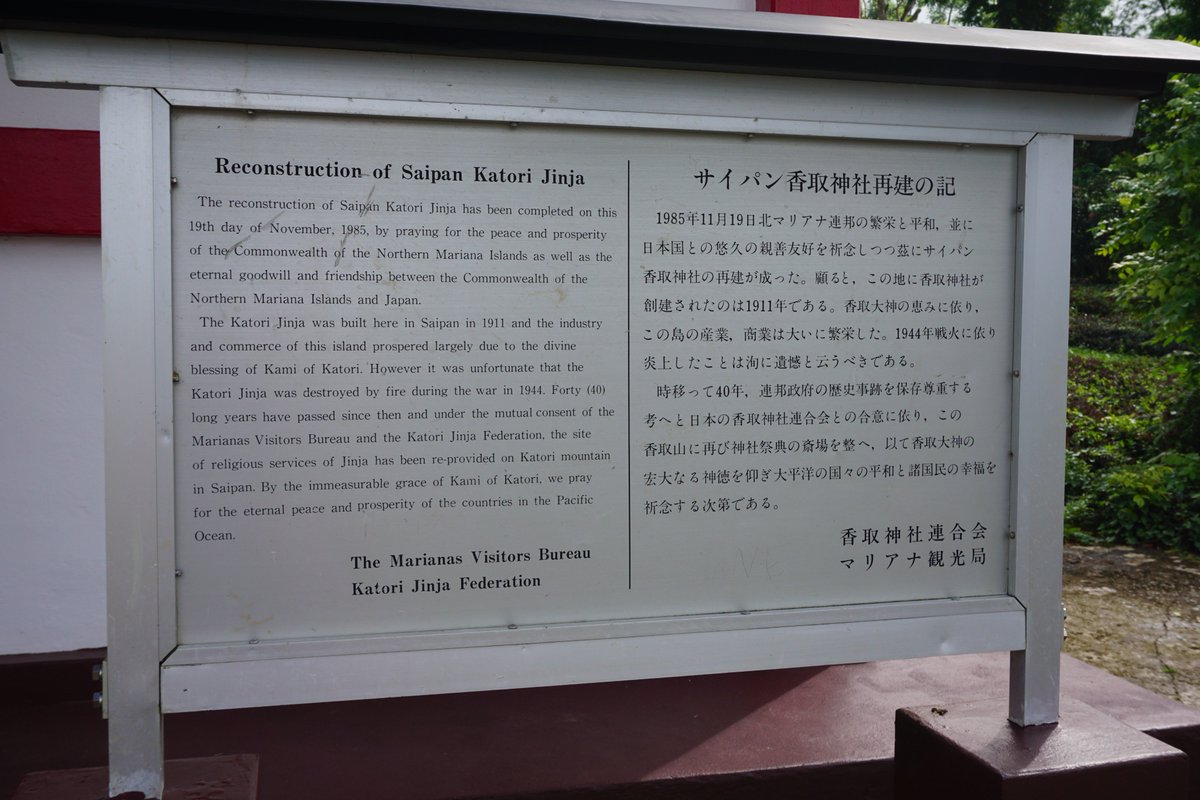 Reconstruction of Saipan Katori Jinja
The reconstruction of Saipan Katori Jinja has been completed on this
19th day of November, 1985, by praying for the peace and prosperity
of the Commonwealth of the Northern Mariana Islands as well as the
eternal goodwill and friendship between the Commonwealth of the
Northern Mariana Islands and Japan.
The Katori Jinja was built here in Saipan in 1911 and the industry
and commerce of this island prospered largely due to the divine
blessing of Kami of Katori. However it was unfortunate that the
Katori Jinja was destroyed by fire during the war in 1944. Forty (40)
long years have passed since then and under the mutual consent of the
Marianas Visitors Bureau and the Katori Jinja Federation, the site
of religious services of Jinja has been re-provided on Katori mountain
in Saipan. By the immeasurable grace of Kami of Katori, we pray
for the eternal peace and prosperity of the countries in the Pacific
Ocean.
The Marianas Visitors Bureau
Katori Jinja Federation
サイパン香取神社再建の記
1985年11月19日北マリアナ連邦の繁栄と平和、並に
日本国との悠久の親善友好を祈念しつつ茲にサイパン
香取神社の再建が成った。顧ると，この地に香取神社が
創建されたのは1911年である。香取大神の恵みに依り，
この島の産業，商業は大いに繁栄した。1944年戦火に依り
炎上したことは洵に遺憾と云うべきである。
時移って40年，連邦政府の歴史事跡を保存尊重する
考へと日本の香取神社連合会との合意に依り，この
香取山に再び神社祭典の斎場を整へ，以て香取大神の
宏大なる神徳を仰ぎ大平洋の国々の平和と諸国民の幸福を
祈念する次第である。
香取神社連合会
マリアナ観光局